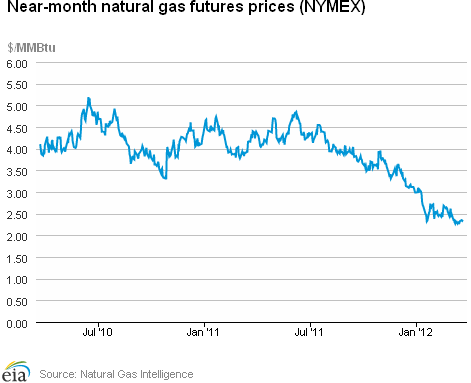 Near-month natural gas futures prices (NYMEX)
$/MMBtu
6.00
5.50
5.00
4.50
4.00
3.50
3.00
2.50
2.00
1.50
1.00
0.50
0.00
Jul '10
Jan '11
Jul '11
Jan '12
eia
Source: Natural Gas Intelligence